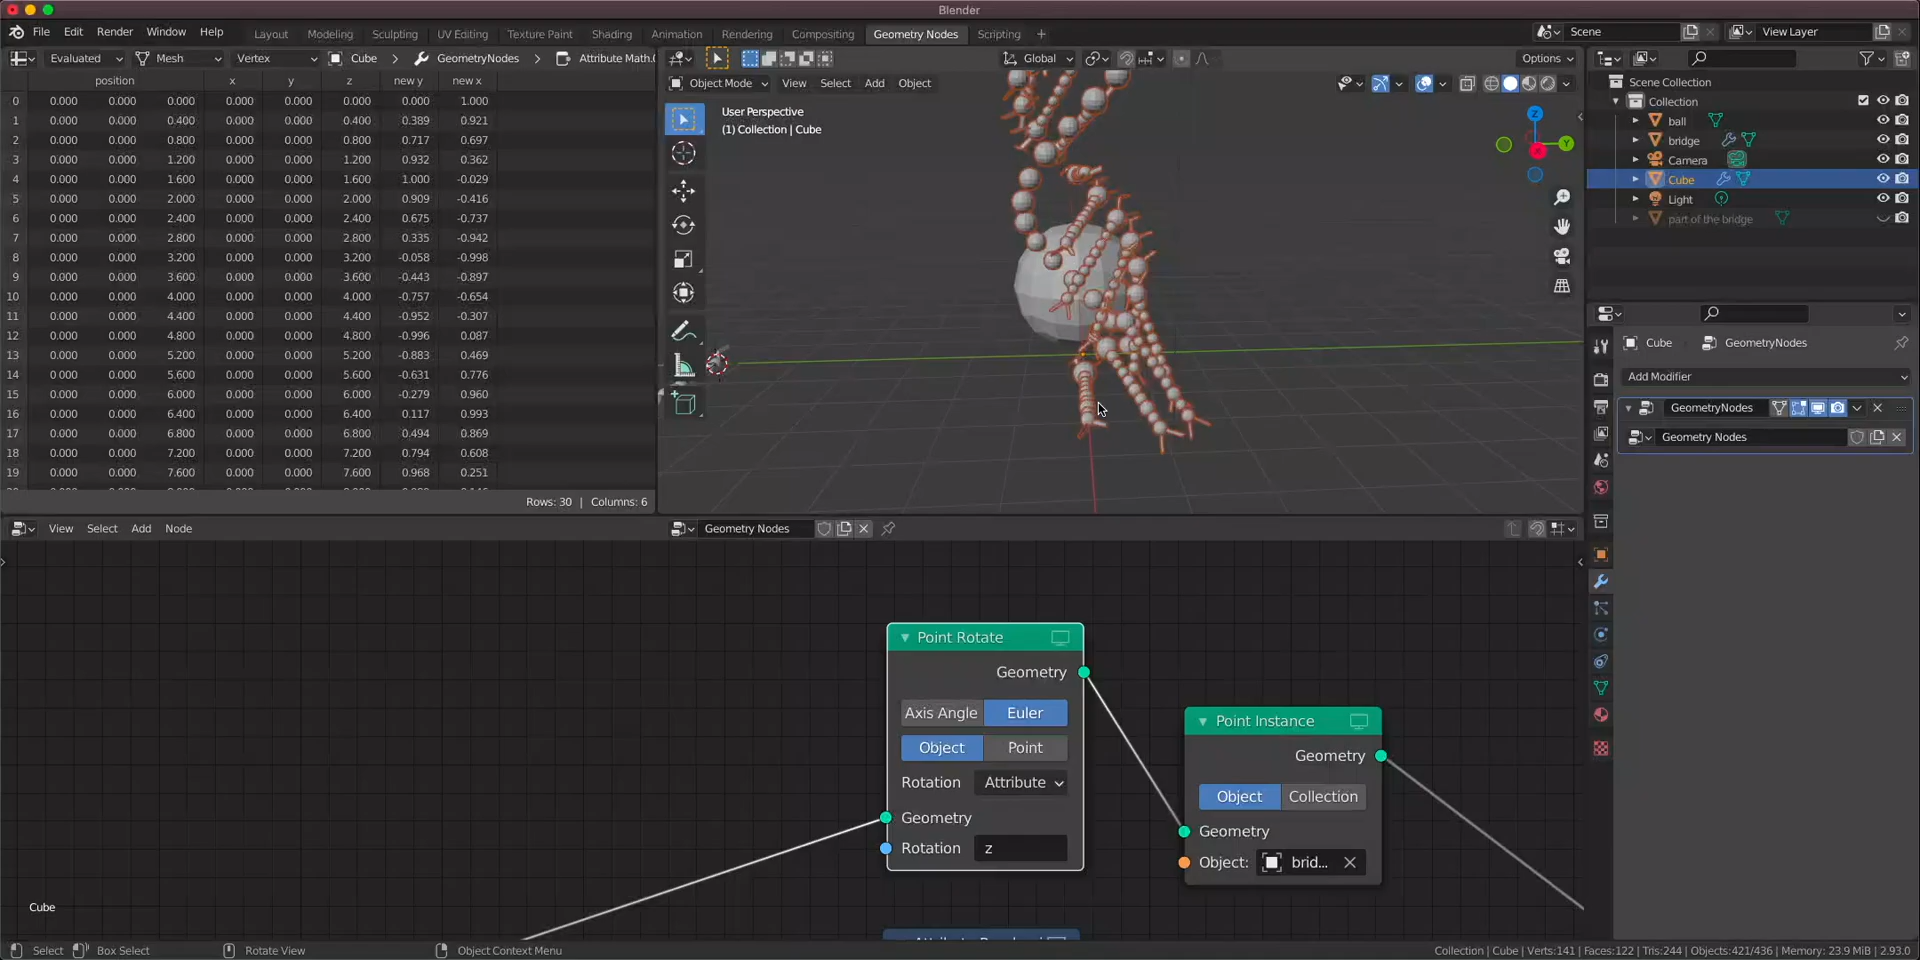 Blender
File Edit Render Window Help Layout Modeling Sculpting UV Editing Texture Paint Shading Animation Rendering Compositing Geometry Nodes Scripting + Scene View Layer
Evaluated Mesh Vertex Cube GeometryNodes Attribute Math.0
position x y z new y new x
0 0.000 0.000 0.000 0.000 0.000 0.000 0.000 1.000
1 0.000 0.000 0.400 0.000 0.000 0.400 0.389 0.921
2 0.000 0.000 0.800 0.000 0.000 0.800 0.717 0.697
3 0.000 0.000 1.200 0.000 0.000 1.200 0.932 0.362
4 0.000 0.000 1.600 0.000 0.000 1.600 1.000 -0.029
5 0.000 0.000 2.000 0.000 0.000 2.000 0.909 -0.416
6 0.000 0.000 2.400 0.000 0.000 2.400 0.675 -0.737
7 0.000 0.000 2.800 0.000 0.000 2.800 0.335 -0.942
8 0.000 0.000 3.200 0.000 0.000 3.200 -0.058 -0.998
9 0.000 0.000 3.600 0.000 0.000 3.600 -0.443 -0.897
10 0.000 0.000 4.000 0.000 0.000 4.000 -0.757 -0.654
11 0.000 0.000 4.400 0.000 0.000 4.400 -0.952 -0.307
12 0.000 0.000 4.800 0.000 0.000 4.800 -0.996 0.087
13 0.000 0.000 5.200 0.000 0.000 5.200 -0.883 0.469
14 0.000 0.000 5.600 0.000 0.000 5.600 -0.631 0.776
15 0.000 0.000 6.000 0.000 0.000 6.000 -0.279 0.960
16 0.000 0.000 6.400 0.000 0.000 6.400 0.117 0.993
17 0.000 0.000 6.800 0.000 0.000 6.800 0.494 0.869
18 0.000 0.000 7.200 0.000 0.000 7.200 0.794 0.608
19 0.000 0.000 7.600 0.000 0.000 7.600 0.968 0.251
Rows: 30 | Columns: 6
Global Options
Object Mode View Select Add Object
User Perspective
(1) Collection | Cube
Z
Y
X
Scene Collection
Collection
ball
bridge
Camera
Cube
Light
part of the bridge
Cube GeometryNodes
Add Modifier
GeometryNodes
Geometry Nodes
View Select Add Node Geometry Nodes
Point Rotate
Geometry
Axis Angle Euler
Object Point
Rotation Attribute
Geometry
Rotation z
Point Instance
Geometry
Object Collection
Geometry
Object: brid...
Cube
Select Box Select Rotate View Object Context Menu Collection | Cube | Verts:141 | Faces:122 | Tris:244 | Objects:421/436 | Memory: 23.9 MiB | 2.93.0